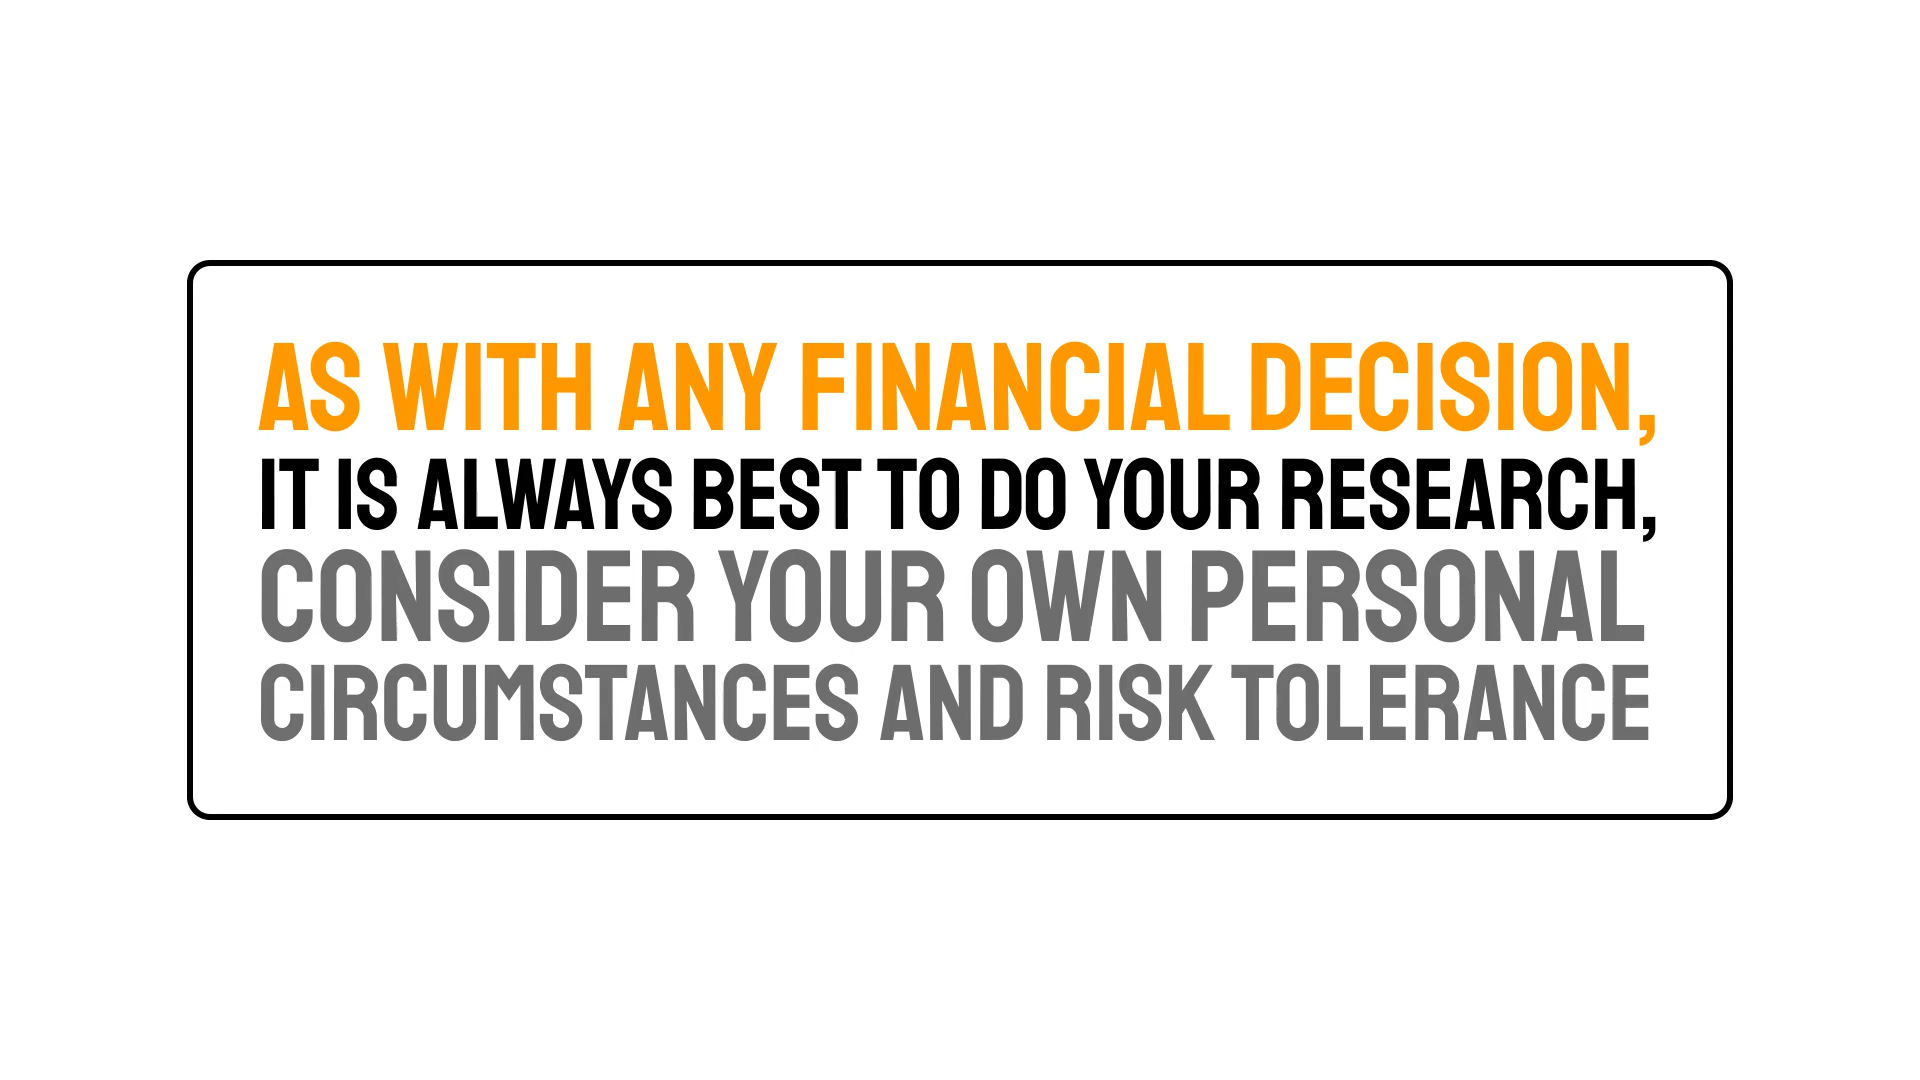 AS WITH ANY FINANCIAL DECISION,
IT IS ALWAYS BEST TO DO YOUR RESEARCH,
CONSIDER YOUR OWN PERSONAL
CIRCUMSTANCES AND RISK TOLERANCE